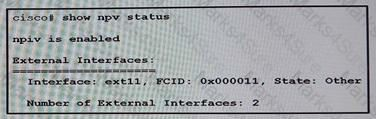 cisco# show npv status
npiv is enabled
External Interfaces:
====================
Interface: ext11, FCID: 0x000011, State: Other
Number of External Interfaces: 2